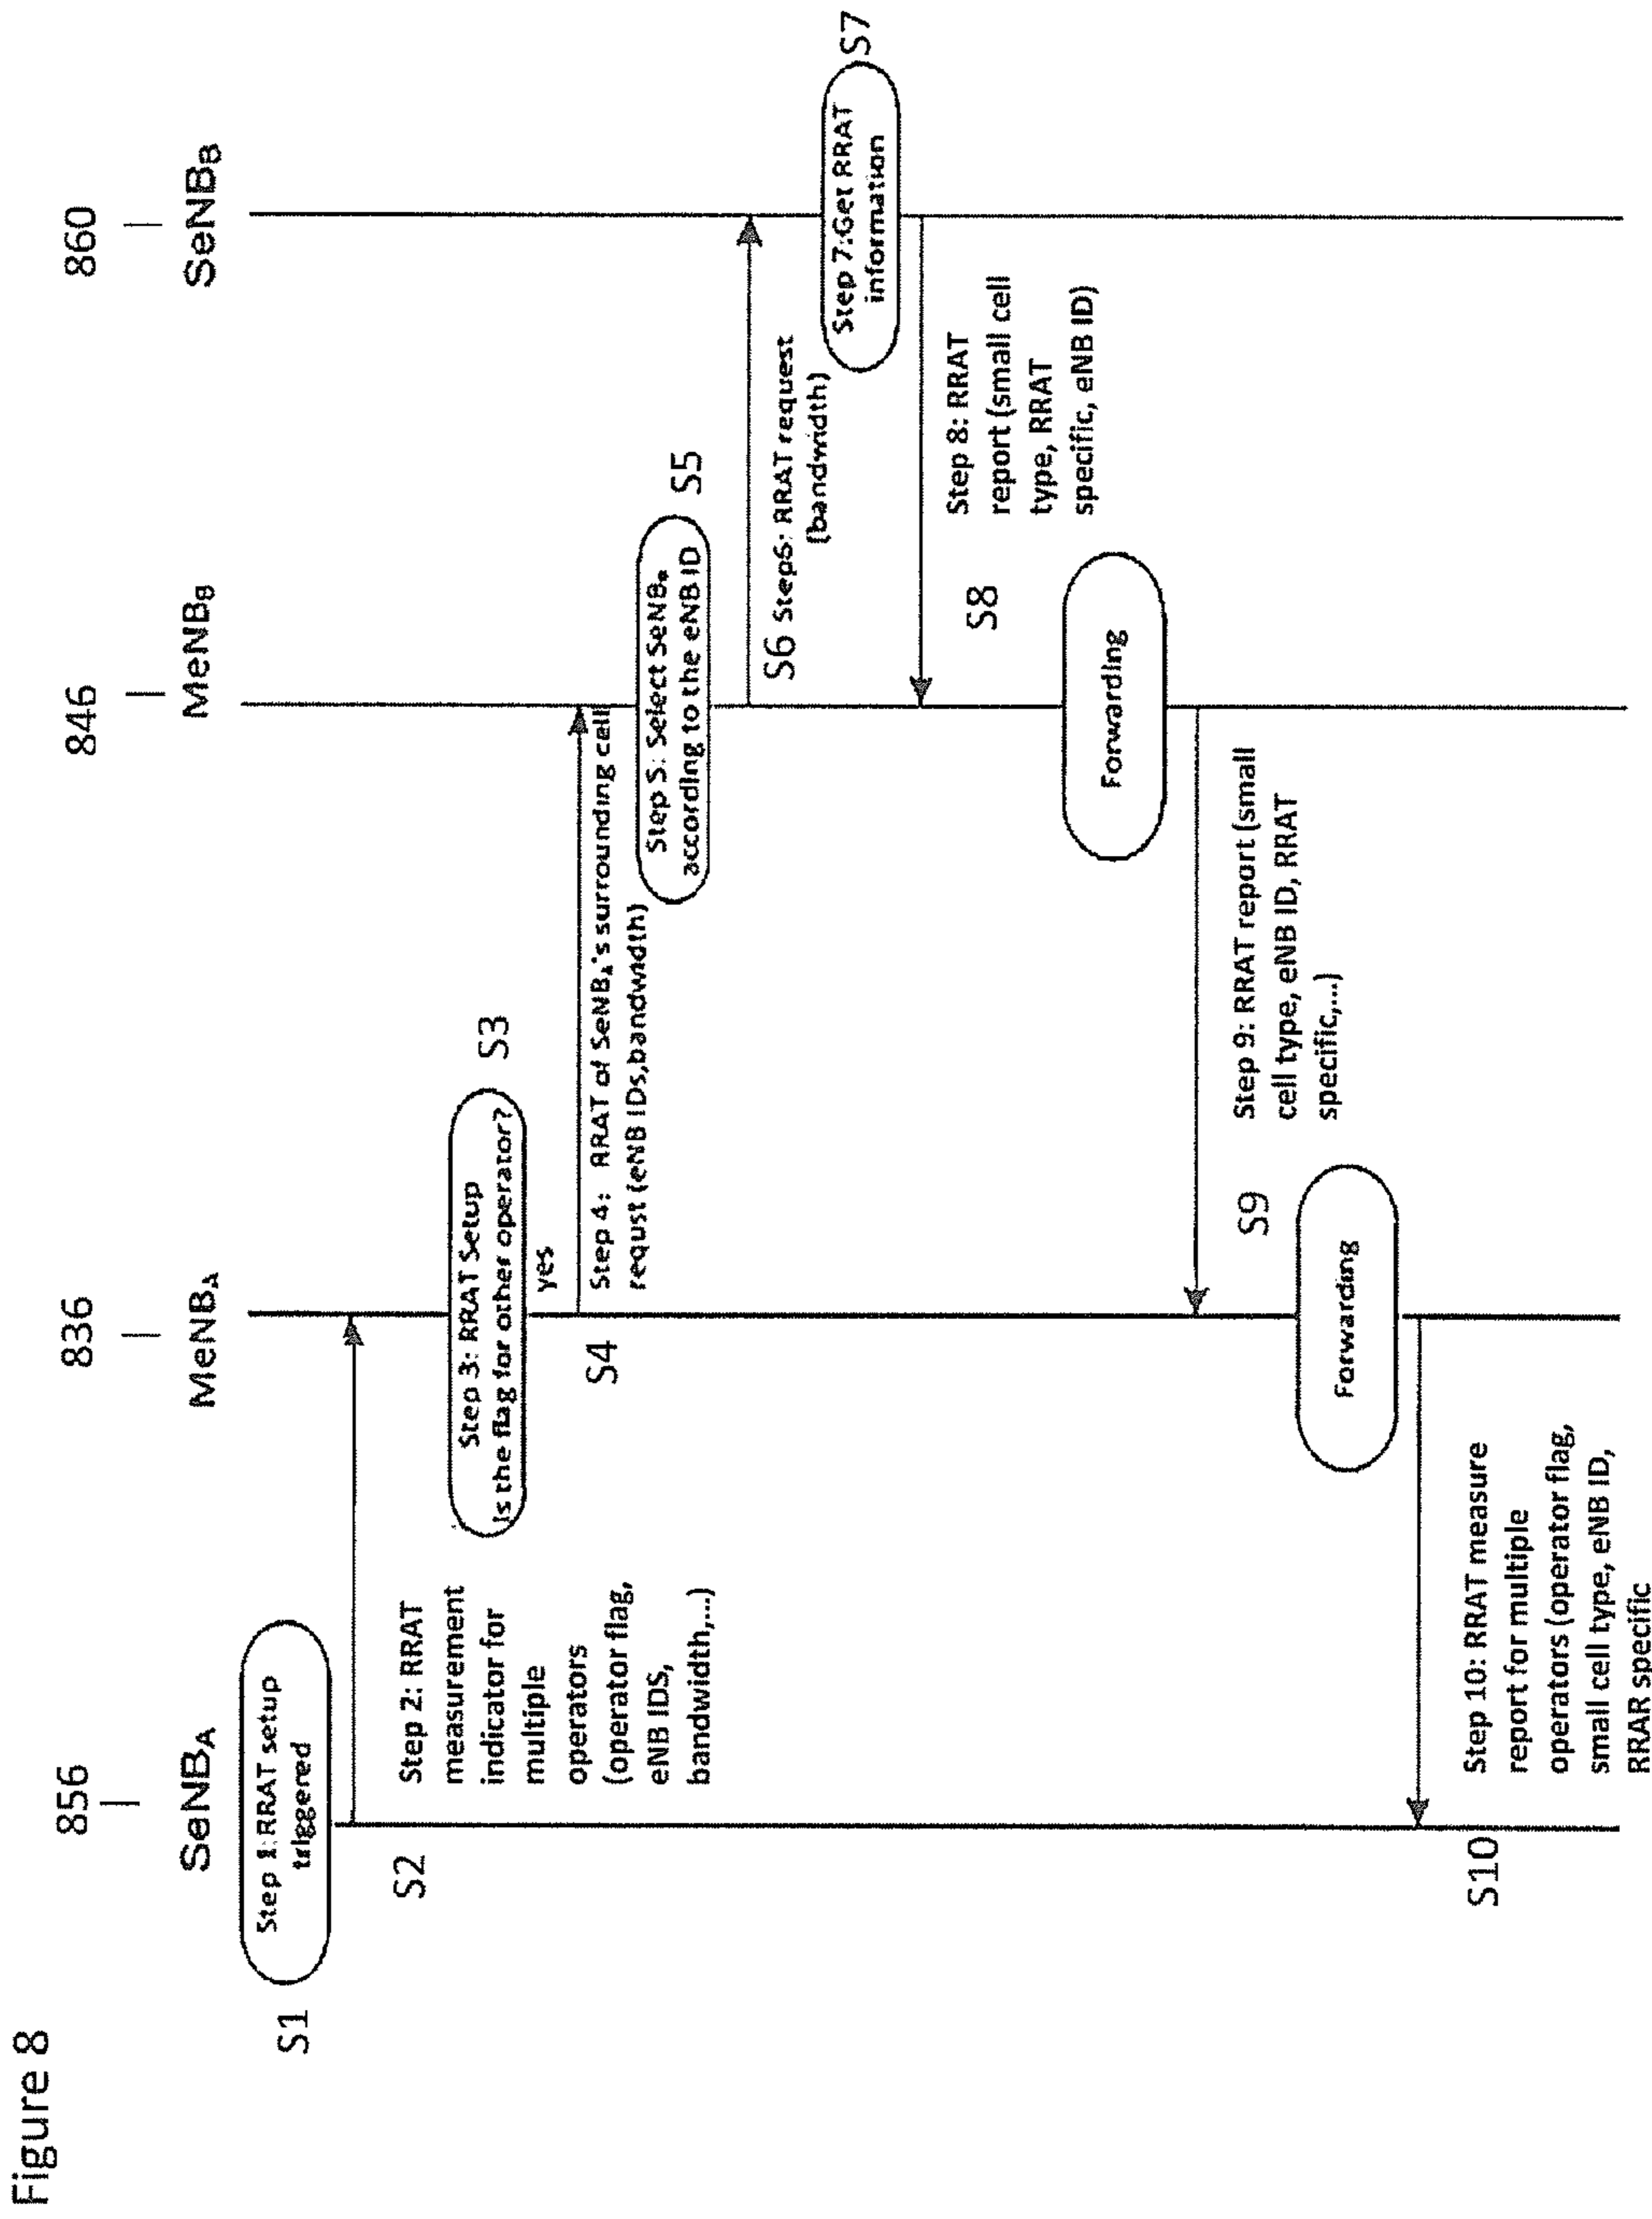 Figure 8
856
836
846
860
SeNBA
MeNBA
MeNBB
SeNBB
S1
Step 1:RRAT setup
triggered
S2
Step 2: RRAT
measurement
indicator for
multiple
operators
(operator flag,
eNB IDS,
bandwidth,...)
Step 3: RRAT Setup
Is the flag for other operator?
S3
yes
S4
Step 4: RRAT of SeNBA's surrounding cell
requst (eNB IDs,bandwidth)
Step 5: Select SeNB
according to the eNB ID
S5
S6 Step6: RRAT request
(bandwidth)
Step 7:Get RRAT
information
S7
S8
Step 8: RRAT
report (small cell
type, RRAT
specific, eNB ID)
Forwarding
S9
Step 9: RRAT report (small
cell type, eNB ID, RRAT
specific,...)
Forwarding
S10
Step 10: RRAT measure
report for multiple
operators (operator flag,
small cell type, eNB ID,
RRAR specific